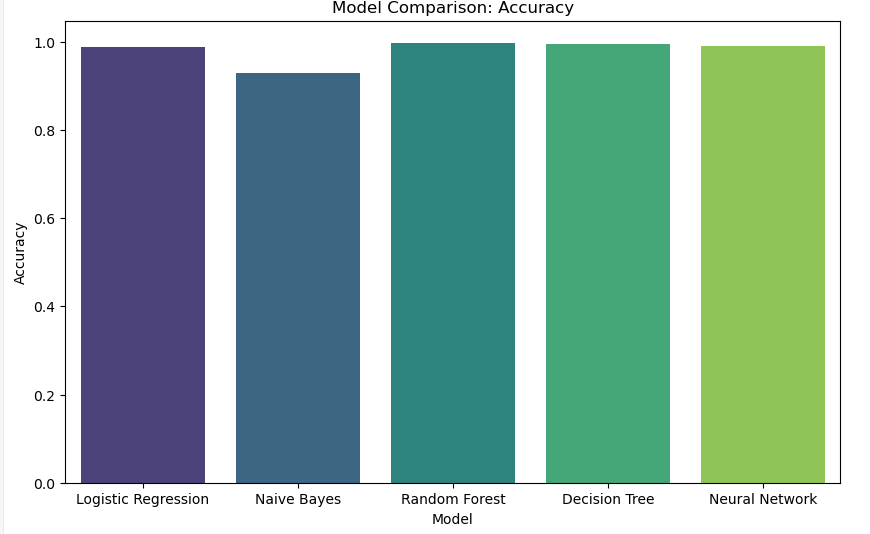 Model Comparison: Accuracy
1.0
0.8
0.6
0.4
0.2
0.0
Accuracy
Logistic Regression Naive Bayes Random Forest Decision Tree Neural Network
Model